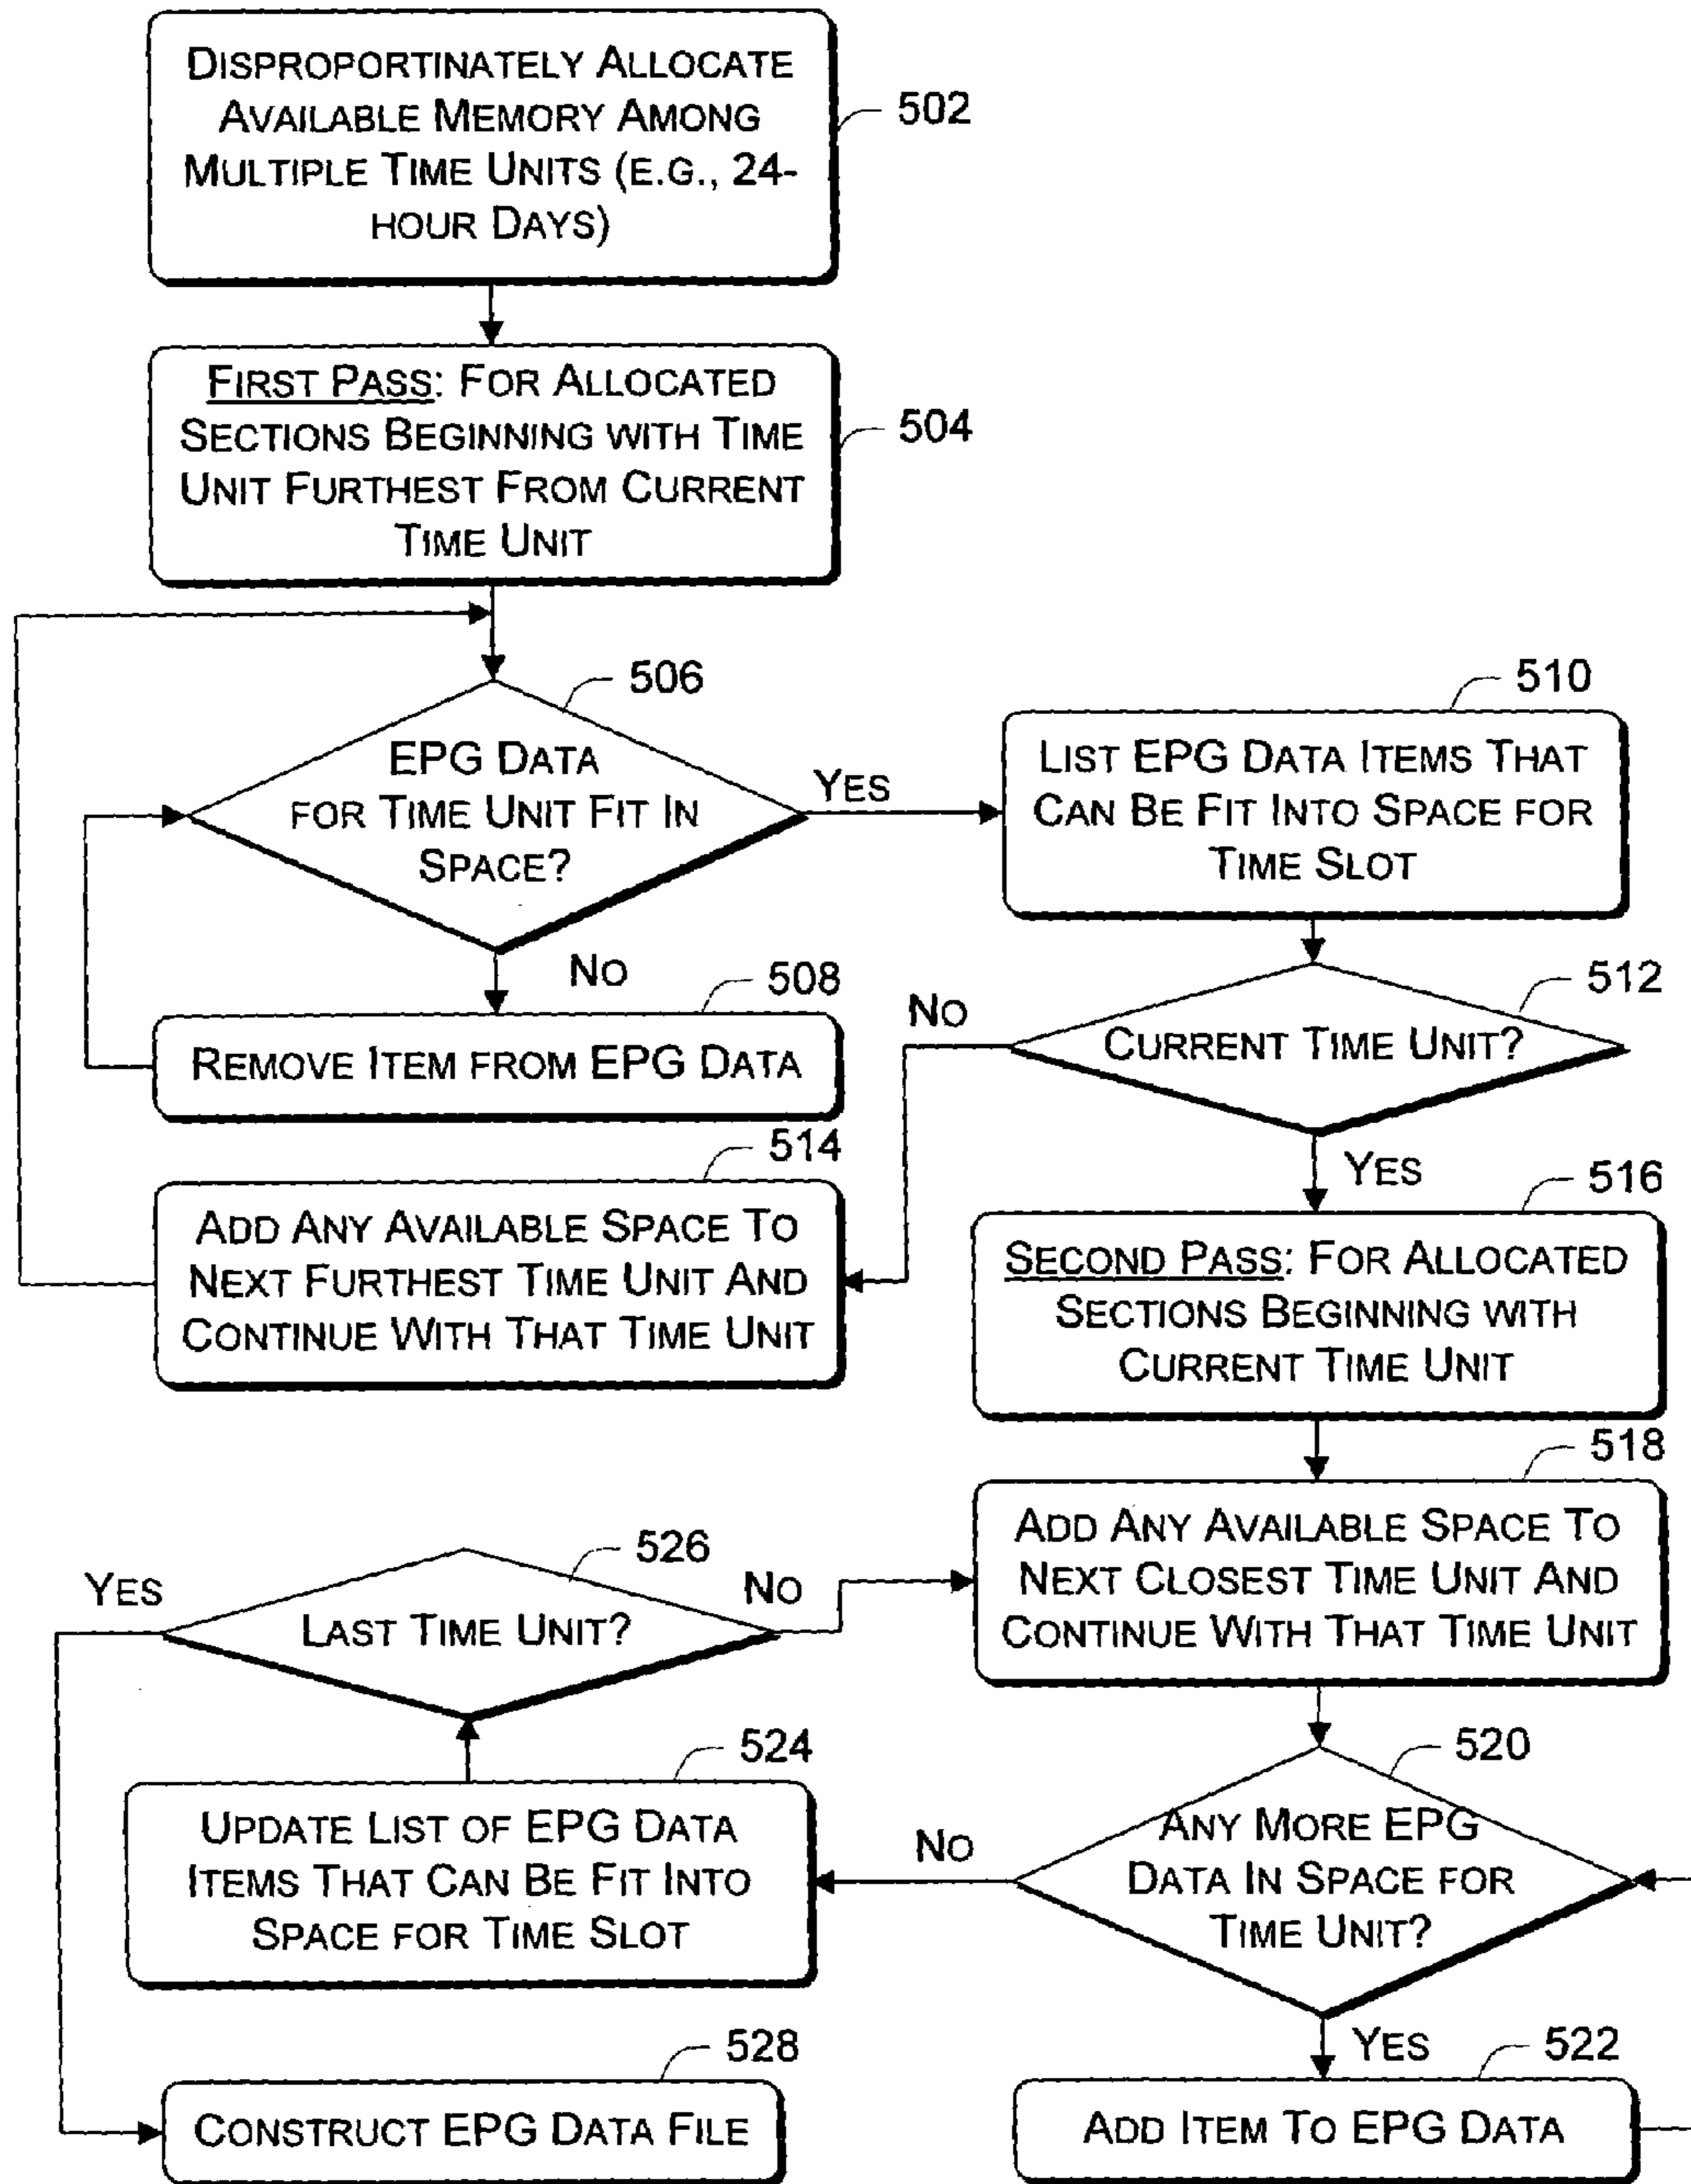 DISPROPORTINATELY ALLOCATE
AVAILABLE MEMORY AMONG
MULTIPLE TIME UNITS (E.G., 24-
HOUR DAYS)
502
FIRST PASS: FOR ALLOCATED
SECTIONS BEGINNING WITH TIME
UNIT FURTHEST FROM CURRENT
TIME UNIT
504
506
EPG DATA
FOR TIME UNIT FIT IN
SPACE?
YES
NO
508
REMOVE ITEM FROM EPG DATA
510
LIST EPG DATA ITEMS THAT
CAN BE FIT INTO SPACE FOR
TIME SLOT
512
CURRENT TIME UNIT?
NO
YES
514
ADD ANY AVAILABLE SPACE TO
NEXT FURTHEST TIME UNIT AND
CONTINUE WITH THAT TIME UNIT
516
SECOND PASS: FOR ALLOCATED
SECTIONS BEGINNING WITH
CURRENT TIME UNIT
518
ADD ANY AVAILABLE SPACE TO
NEXT CLOSEST TIME UNIT AND
CONTINUE WITH THAT TIME UNIT
520
ANY MORE EPG
DATA IN SPACE FOR
TIME UNIT?
NO
YES
522
ADD ITEM TO EPG DATA
524
UPDATE LIST OF EPG DATA
ITEMS THAT CAN BE FIT INTO
SPACE FOR TIME SLOT
526
LAST TIME UNIT?
YES
NO
528
CONSTRUCT EPG DATA FILE